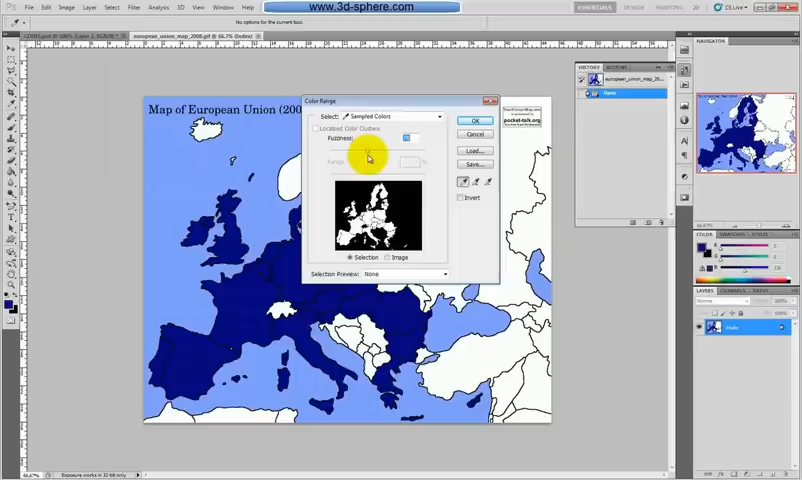 www.3d-sphere.com
Ps
File Edit Image Layer Select Filter Analysis 3D View Window Help
ESSENTIALS
DESIGN
PAINTING
CS Live
No options for the current tool.
european_union_map_2008.gif @ 66.7% (Index)
NAVIGATOR
HISTORY
ACTIONS
european_union_map_20...
Open
Map of European Union (200
pocket-talk.org
Color Range
Select:
Sampled Colors
Localized Color Clusters
Fuzziness:
Range
%
OK
Cancel
Load...
Save...
Invert
Selection
Image
Selection Preview:
None
COLOR
SWATCHES
STYLES
R
G
B
LAYERS
CHANNELS
PATHS
Normal
Index
66.67%
Exposure works in 32-bit only